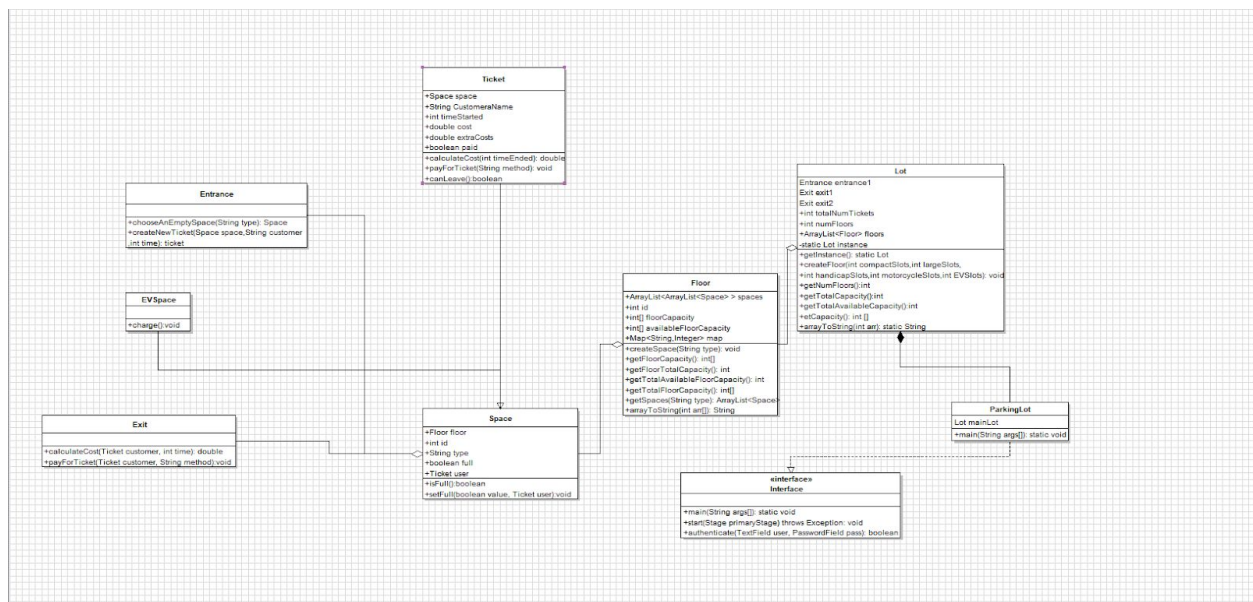 Ticket
+Space space
+String CustomeraName
+int timeStarted
+double cost
+double extraCosts
+boolean paid
+calculateCost(int timeEnded): double
+payForTicket(String method): void
+canLeave():boolean
Entrance
+chooseAnEmptySpace(String type): Space
+createNewTicket(Space space,String customer
,int time): ticket
EVSpace
+charge():void
Exit
+calculateCost(Ticket customer, int time): double
+payForTicket(Ticket customer, String method):void
Space
+Floor floor
+int id
+String type
+boolean full
+Ticket user
+isFull():boolean
+setFull(boolean value, Ticket user):void
Floor
+ArrayList<ArrayList<Space> > spaces
+int id
+int[] floorCapacity
+int[] availableFloorCapacity
+Map<String,Integer> map
+createSpace(String type): void
+getFloorCapacity(): int[]
+getFloorTotalCapacity(): int
+getTotalAvailableFloorCapacity(): int
+getTotalFloorCapacity(): int[]
+getSpaces(String type): ArrayList<Space>
+arrayToString(int arr[]): String
Lot
Entrance entrance1
Exit exit1
Exit exit2
+int totalNumTickets
+int numFloors
+ArrayList<Floor> floors
-static Lot instance
+getInstance(): static Lot
+createFloor(int compactSlots,int largeSlots,
+int handicapSlots,int motorcycleSlots,int EVSlots): void
+getNumFloors():int
+getTotalCapacity():int
+getTotalAvailableCapacity():int
+etCapacity(): int []
+arrayToString(int arr): static String
ParkingLot
Lot mainLot
+main(String args[]): static void
«interface»
Interface
+main(String args[]): static void
+start(Stage primaryStage) throws Exception: void
+authenticate(TextField user, PasswordField pass): boolean